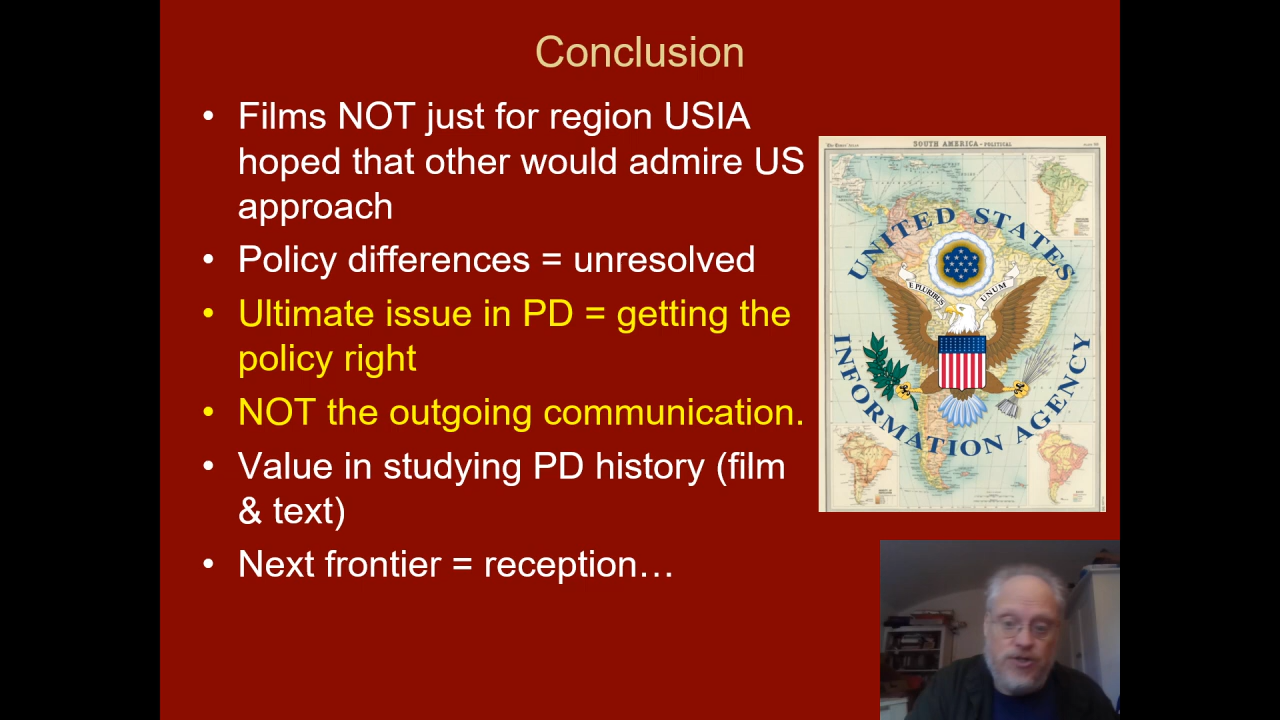 Conclusion
• Films NOT just for region USIA
hoped that other would admire US
approach
• Policy differences = unresolved
• Ultimate issue in PD = getting the
policy right
• NOT the outgoing communication.
• Value in studying PD history (film
& text)
• Next frontier = reception…
SOUTH AMERICA - POLITICAL
UNITED STATES
E PLURIBUS UNUM
INFORMATION AGENCY